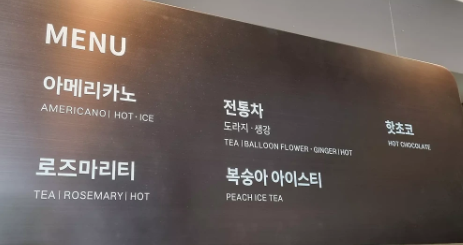 MENU
아메리카노
AMERICANO | HOT · ICE
로즈마리티
TEA | ROSEMARY | HOT
전통차
도라지 · 생강
TEA | BALLOON FLOWER · GINGER | HOT
복숭아 아이스티
PEACH ICE TEA
핫초코
HOT CHOCOLATE